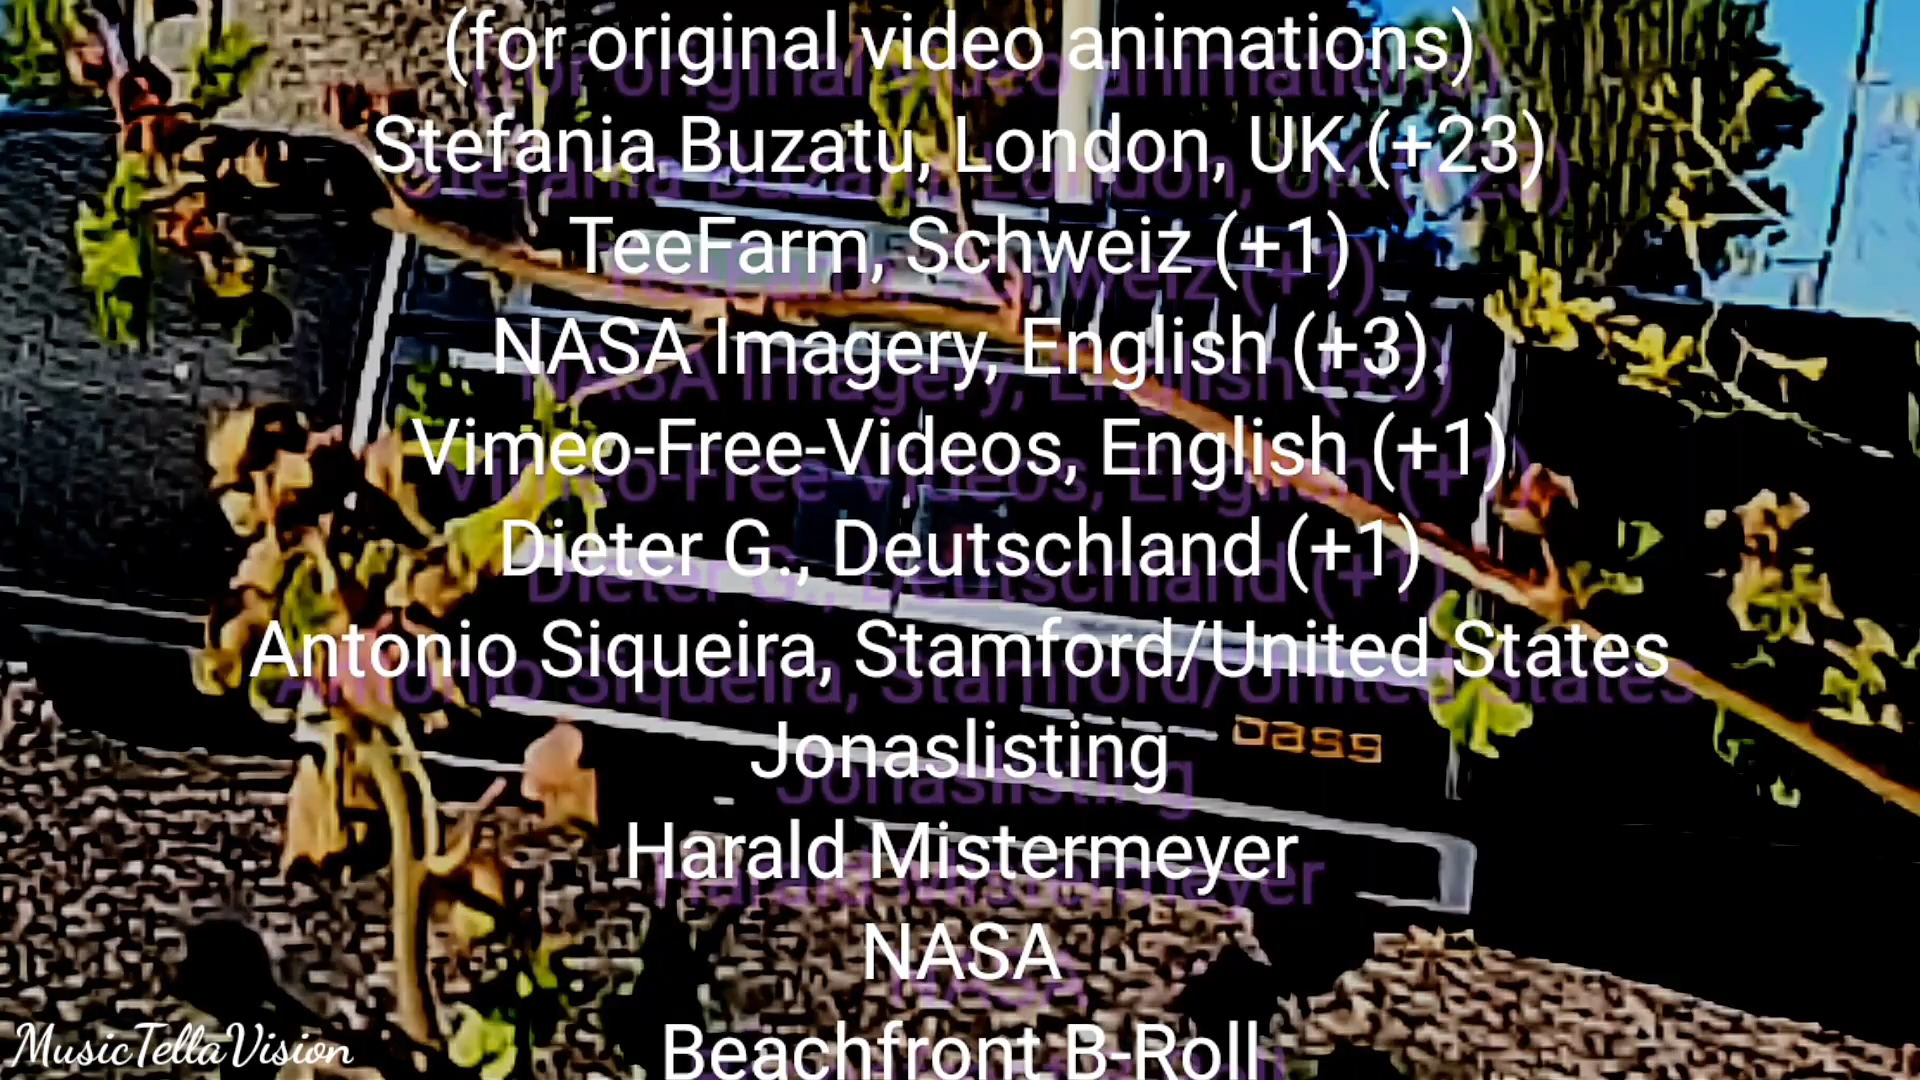 (for original video animations)
Stefania Buzatu, London, UK (+23)
TeeFarm, Schweiz (+1)
NASA Imagery, English (+3)
Vimeo-Free-Videos, English (+1)
Dieter G., Deutschland (+1)
Antonio Siqueira, Stamford/United States
Jonaslisting
Harald Mistermeyer
NASA
Beachfront B-Roll
MusicTellaVision